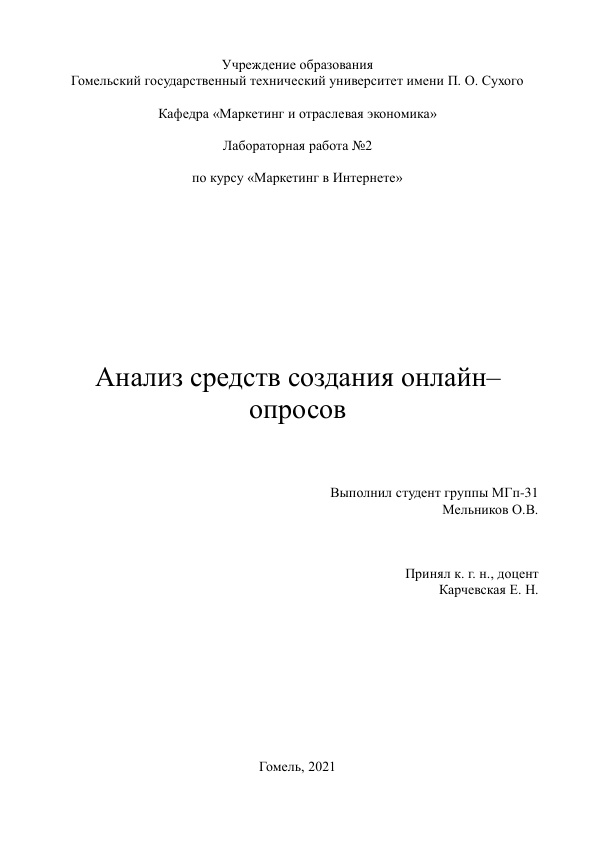 Учреждение образования
Гомельский государственный технический университет имени П. О. Сухого
Кафедра «Маркетинг и отраслевая экономика»
Лабораторная работа №2
по курсу «Маркетинг в Интернете»
Анализ средств создания онлайн–
опросов
Выполнил студент группы МГп-31
Мельников О.В.
Принял к. г. н., доцент
Карчевская Е. Н.
Гомель, 2021